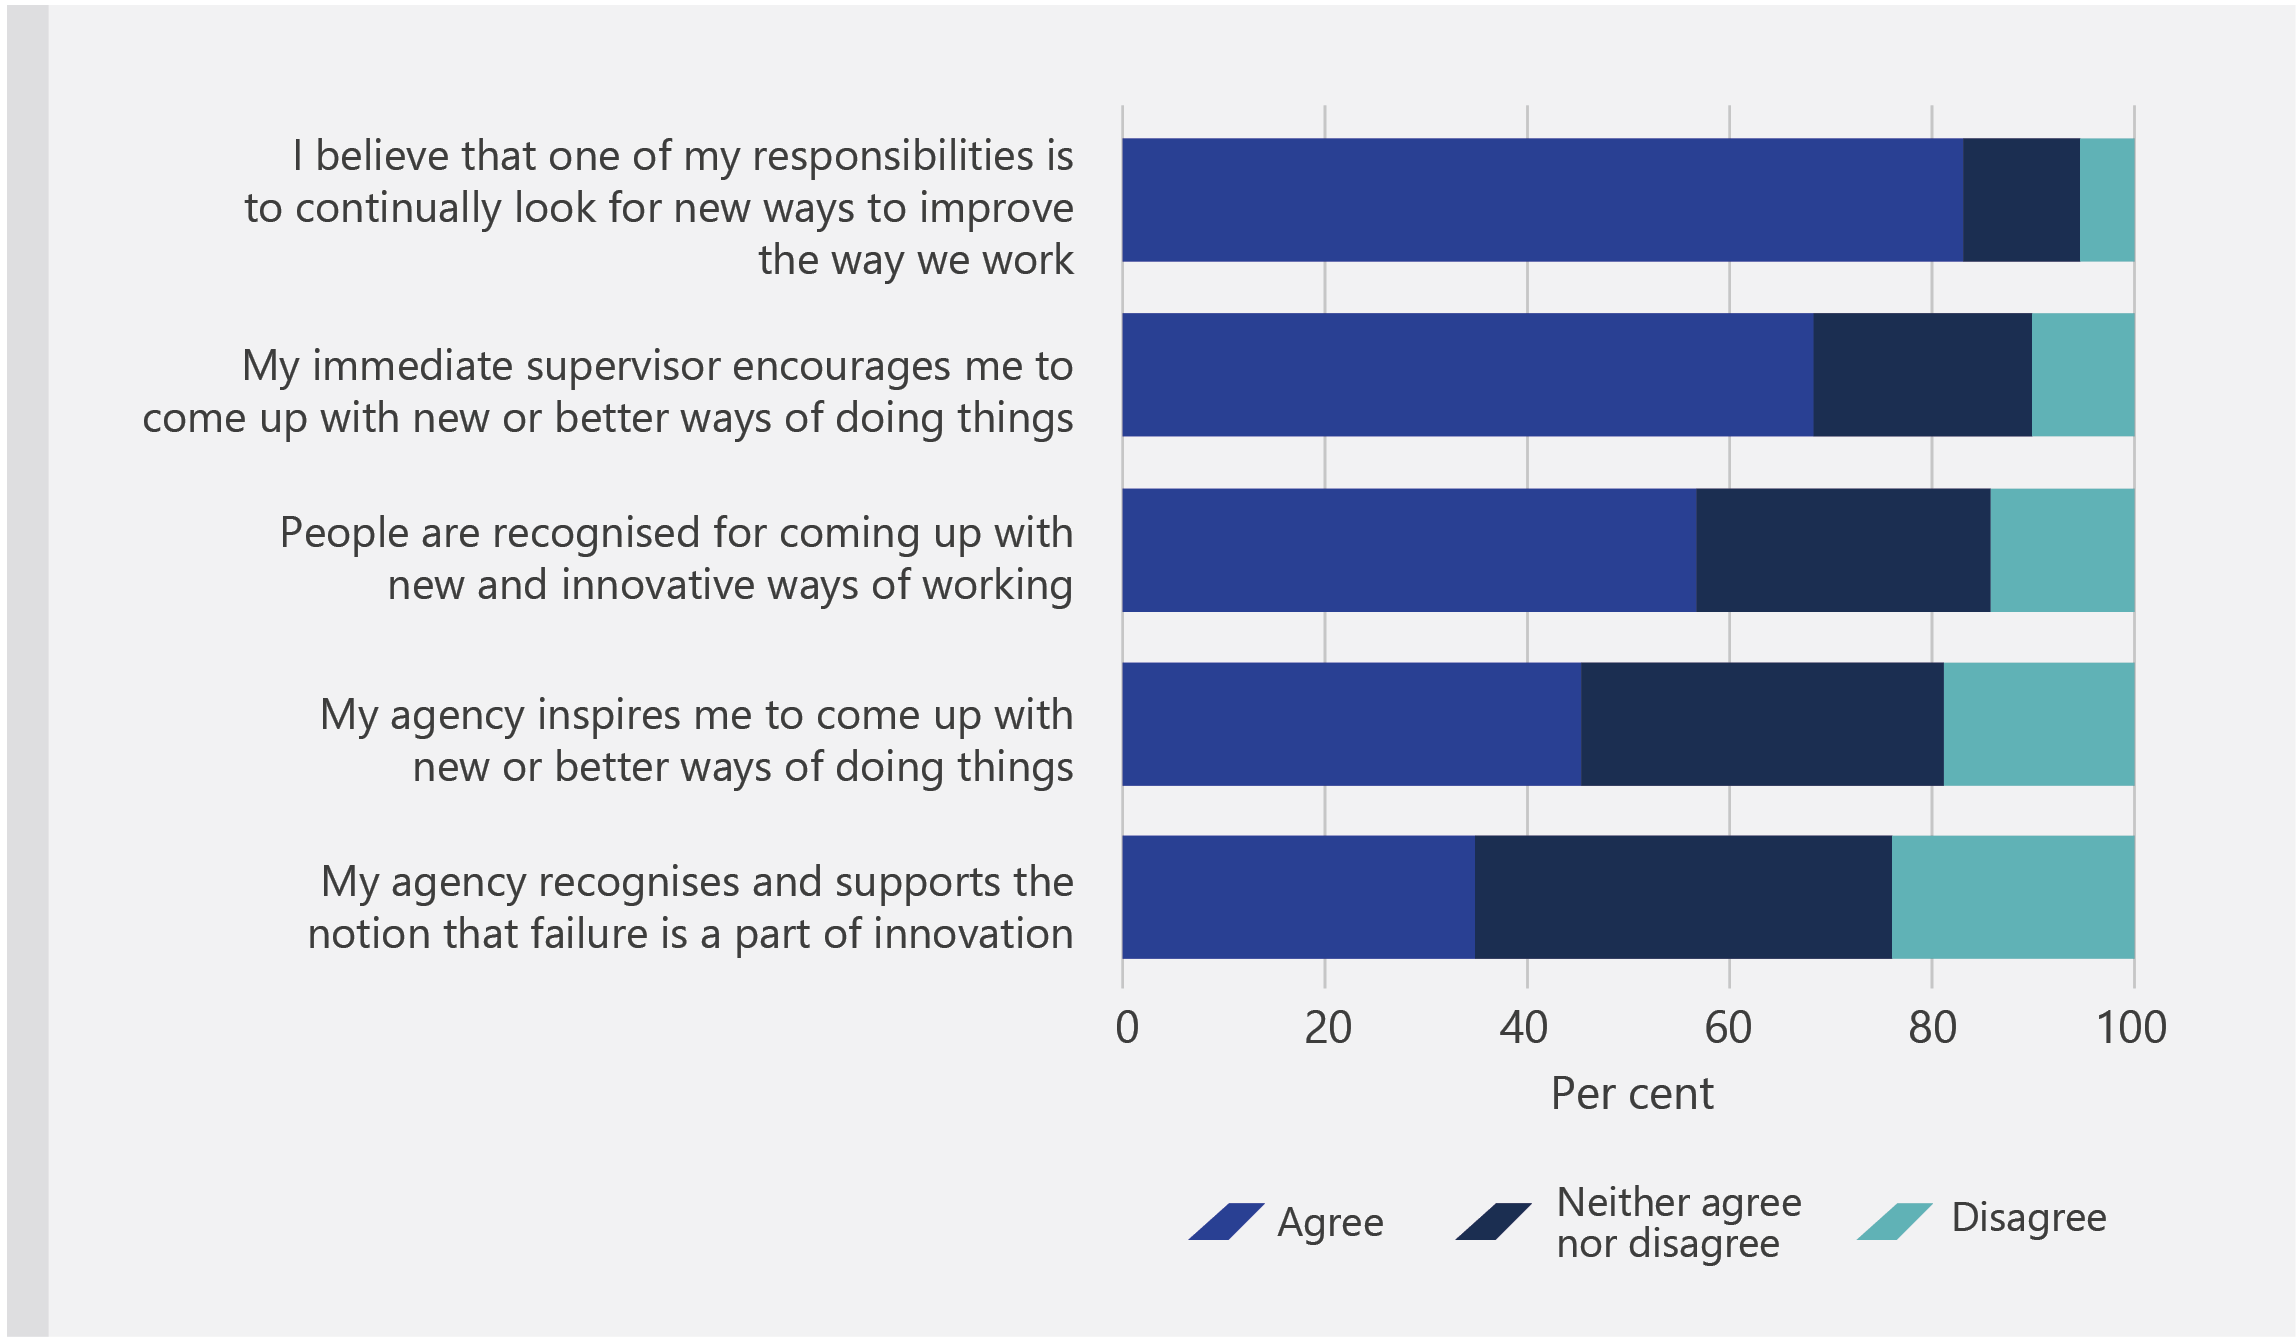 I believe that one of my responsibilities is
to continually look for new ways to improve
the way we work
My immediate supervisor encourages me to
come up with new or better ways of doing things
People are recognised for coming up with
new and innovative ways of working
My agency inspires me to come up with
new or better ways of doing things
My agency recognises and supports the
notion that failure is a part of innovation
0 20 40 60 80 100
Per cent
Agree
Neither agree
nor disagree
Disagree